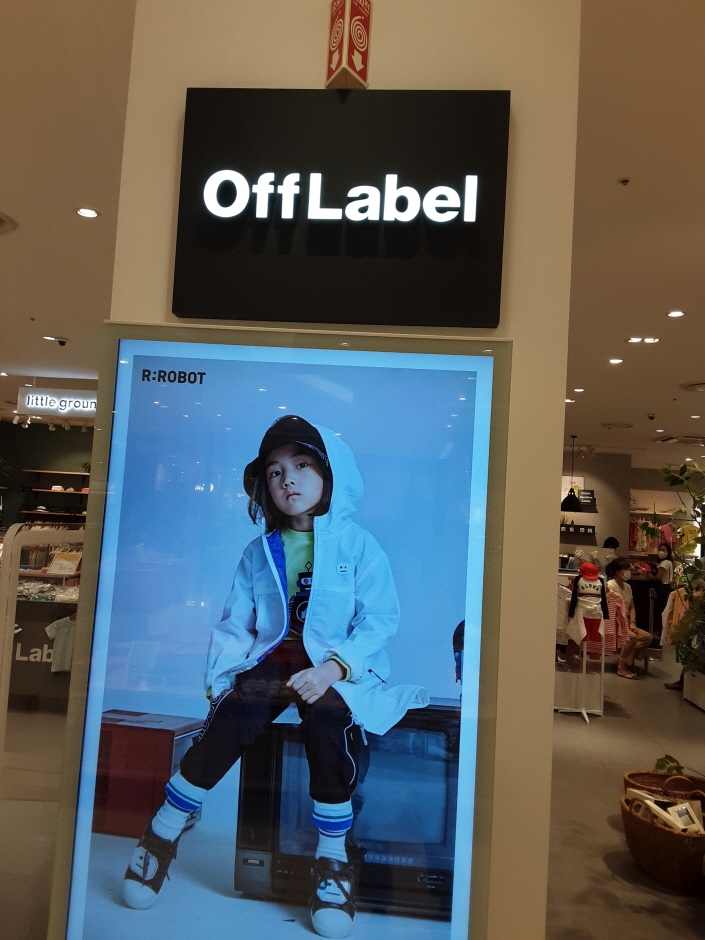 Off Label
R:ROBOT
little groun
Lab